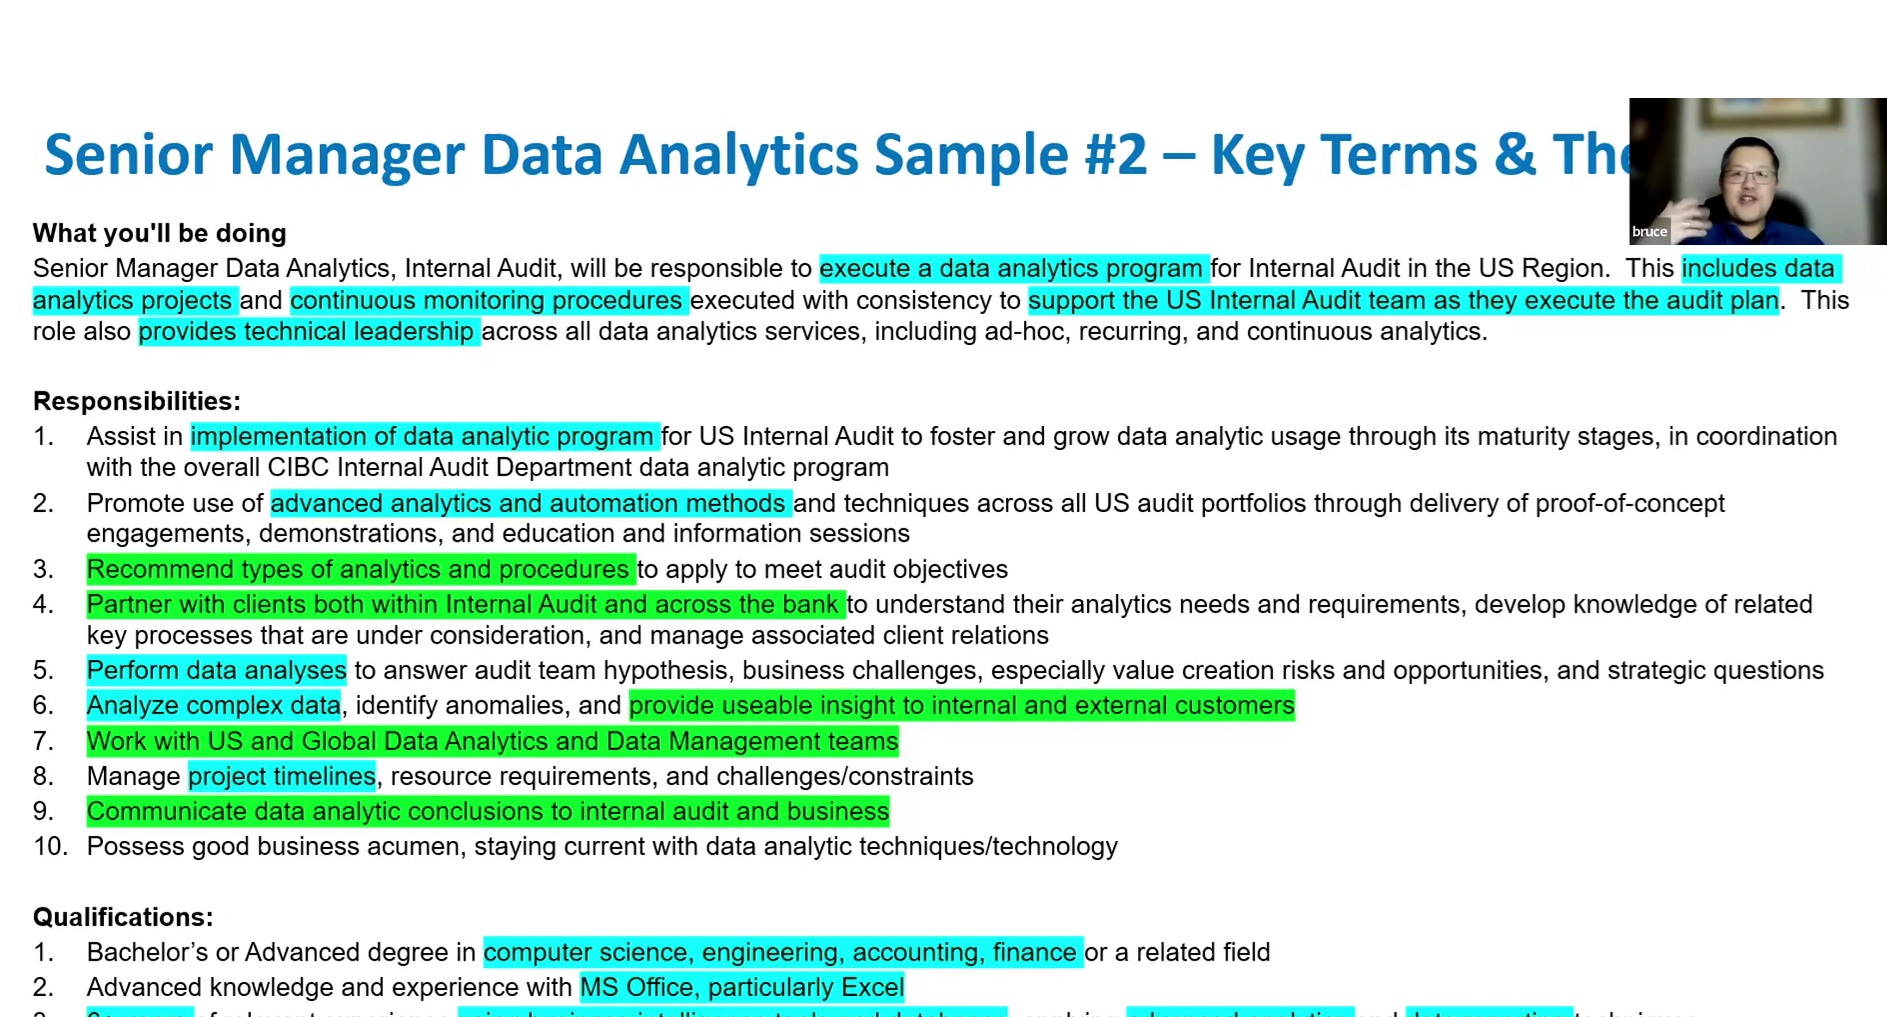 Senior Manager Data Analytics Sample #2 – Key Terms & The
bruce
What you'll be doing
Senior Manager Data Analytics, Internal Audit, will be responsible to execute a data analytics program for Internal Audit in the US Region. This includes data
analytics projects and continuous monitoring procedures executed with consistency to support the US Internal Audit team as they execute the audit plan. This
role also provides technical leadership across all data analytics services, including ad-hoc, recurring, and continuous analytics.
Responsibilities:
1. Assist in implementation of data analytic program for US Internal Audit to foster and grow data analytic usage through its maturity stages, in coordination
with the overall CIBC Internal Audit Department data analytic program
2. Promote use of advanced analytics and automation methods and techniques across all US audit portfolios through delivery of proof-of-concept
engagements, demonstrations, and education and information sessions
3. Recommend types of analytics and procedures to apply to meet audit objectives
4. Partner with clients both within Internal Audit and across the bank to understand their analytics needs and requirements, develop knowledge of related
key processes that are under consideration, and manage associated client relations
5. Perform data analyses to answer audit team hypothesis, business challenges, especially value creation risks and opportunities, and strategic questions
6. Analyze complex data, identify anomalies, and provide useable insight to internal and external customers
7. Work with US and Global Data Analytics and Data Management teams
8. Manage project timelines, resource requirements, and challenges/constraints
9. Communicate data analytic conclusions to internal audit and business
10. Possess good business acumen, staying current with data analytic techniques/technology
Qualifications:
1. Bachelor’s or Advanced degree in computer science, engineering, accounting, finance or a related field
2. Advanced knowledge and experience with MS Office, particularly Excel